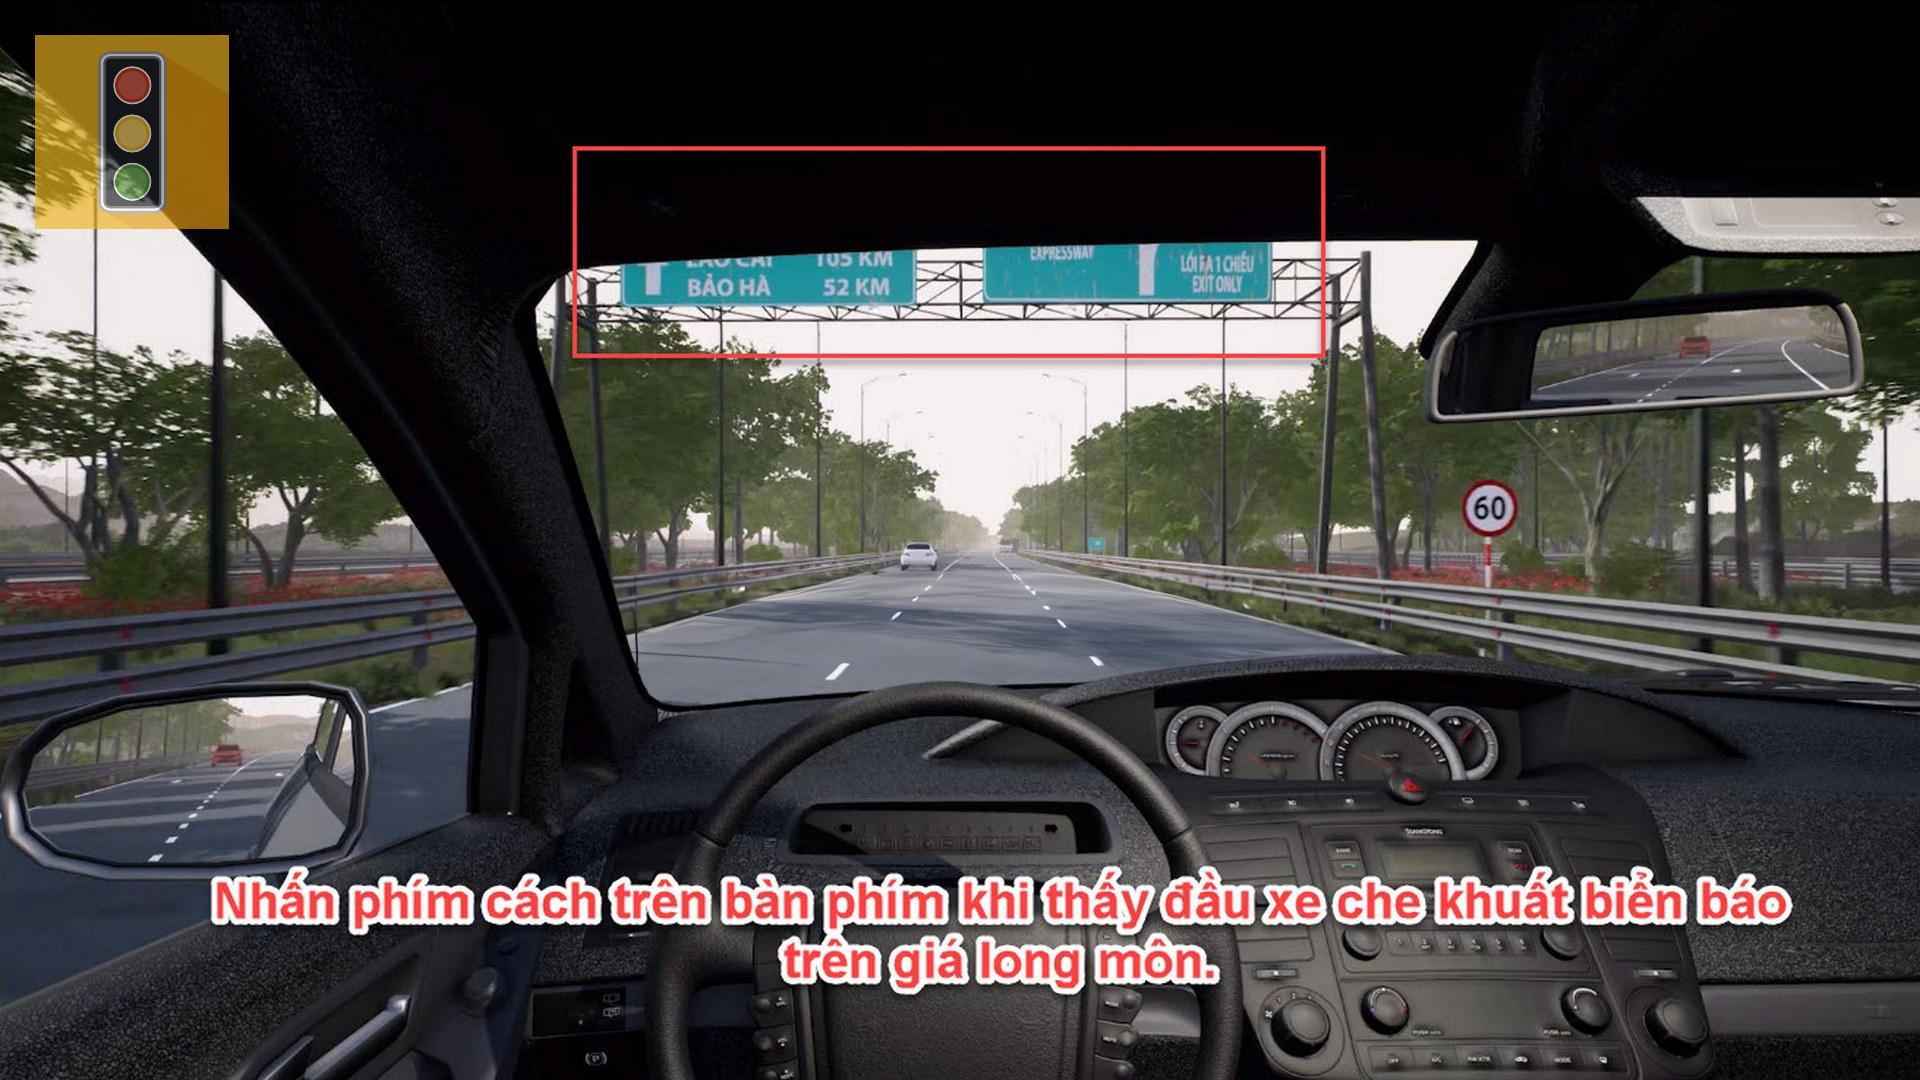 LÀO CAI 105 KM
BẢO HÀ 52 KM
EXPRESSWAY
LỐI RA 1 CHIỀU
EXIT ONLY
60
SSANGYONG
Nhấn phím cách trên bàn phím khi thấy đầu xe che khuất biển báo
trên giá long môn.